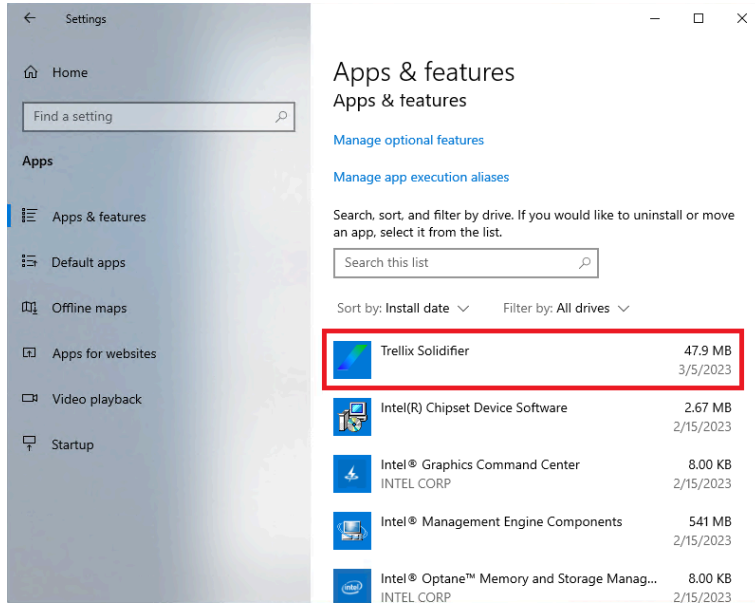 Settings
Home
Find a setting
Apps
Apps & features
Default apps
Offline maps
Apps for websites
Video playback
Startup
Apps & features
Apps & features
Manage optional features
Manage app execution aliases
Search, sort, and filter by drive. If you would like to uninstall or move
an app, select it from the list.
Search this list
Sort by: Install date Filter by: All drives
Trellix Solidifier 47.9 MB
3/5/2023
Intel(R) Chipset Device Software 2.67 MB
2/15/2023
Intel® Graphics Command Center 8.00 KB
INTEL CORP 2/15/2023
Intel® Management Engine Components 541 MB
2/15/2023
Intel® Optane™ Memory and Storage Manag... 8.00 KB
INTEL CORP 2/15/2023